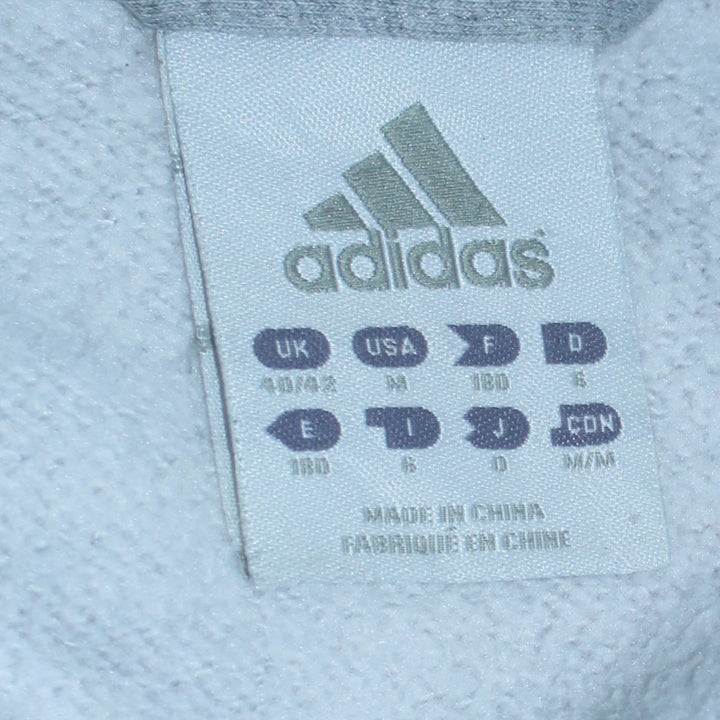 adidas
UK USA F D
40/42 M 180 6
E I J CDN
180 6 O M/M
MADE IN CHINA
FABRIQUÉ EN CHINE